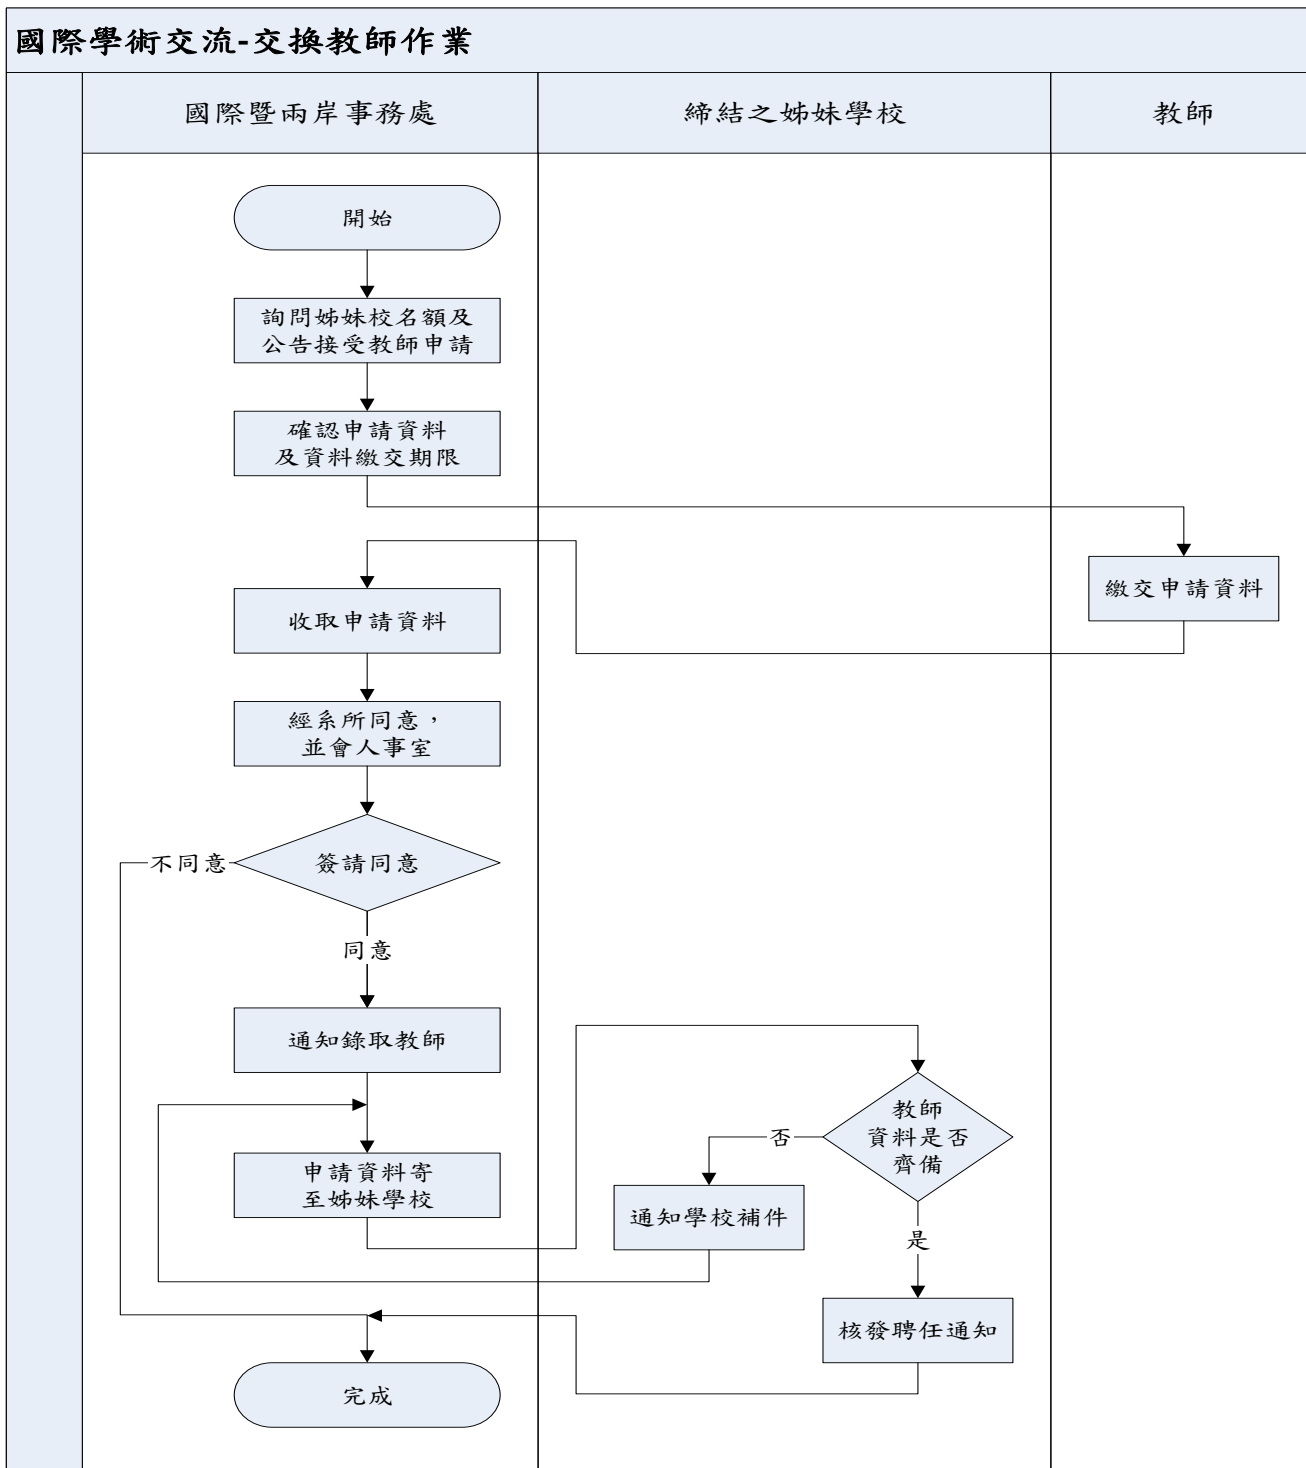 國際學術交流-交換教師作業
國際暨兩岸事務處
締結之姊妹學校
教師
開始
詢問姊妹校名額及
公告接受教師申請
確認申請資料
及資料繳交期限
繳交申請資料
收取申請資料
經系所同意，
並會人事室
不同意
簽請同意
同意
通知錄取教師
教師
資料是否
齊備
否
申請資料寄
至姊妹學校
通知學校補件
是
核發聘任通知
完成